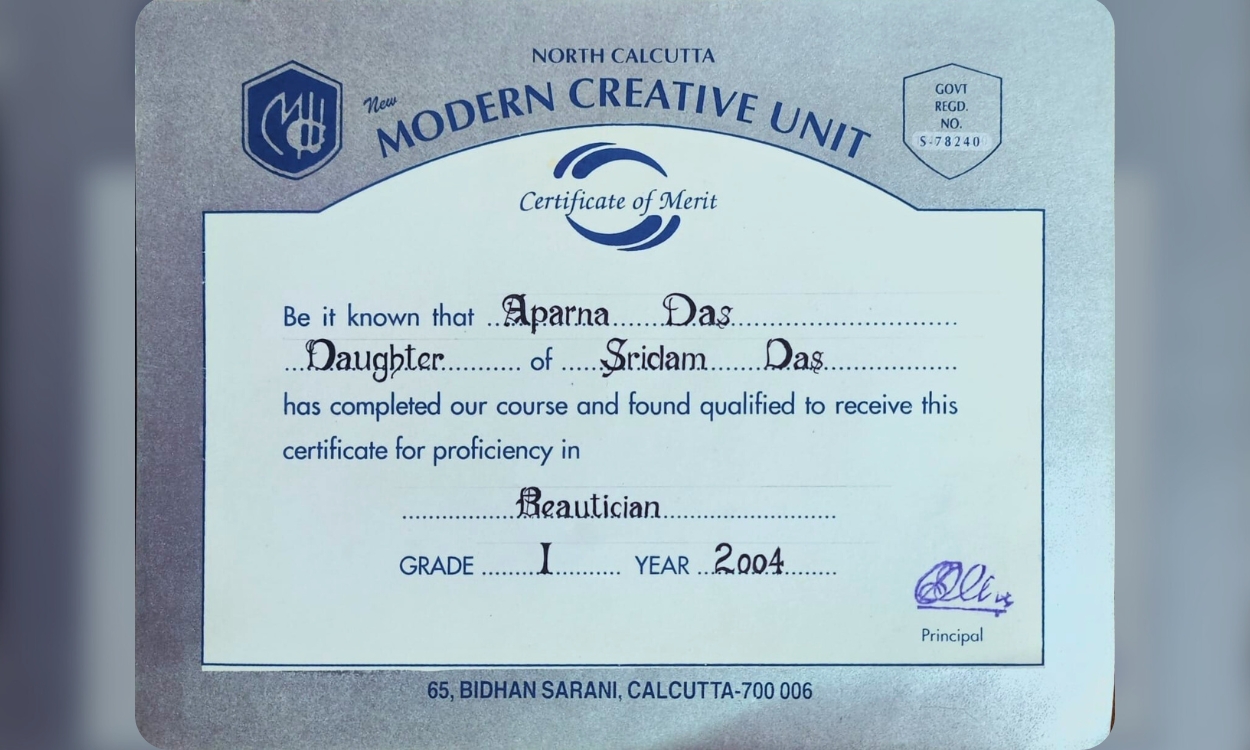 NORTH CALCUTTA
New MODERN CREATIVE UNIT
GOVT
REGD.
NO.
S-78240
Certificate of Merit
Be it known that Aparna Das
Daughter of Sridam Das
has completed our course and found qualified to receive this
certificate for proficiency in
Beautician
GRADE I YEAR 2004
Principal
65, BIDHAN SARANI, CALCUTTA-700 006